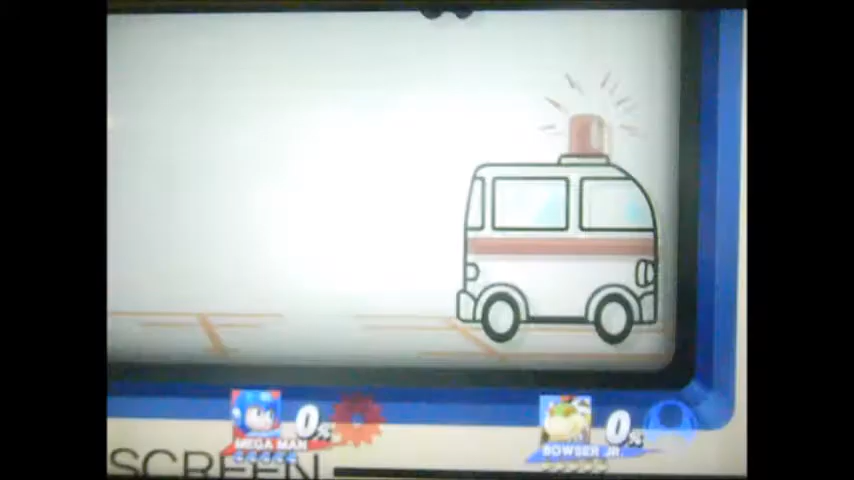 0%
MEGA MAN
0%
BOWSER JR
SCREEN